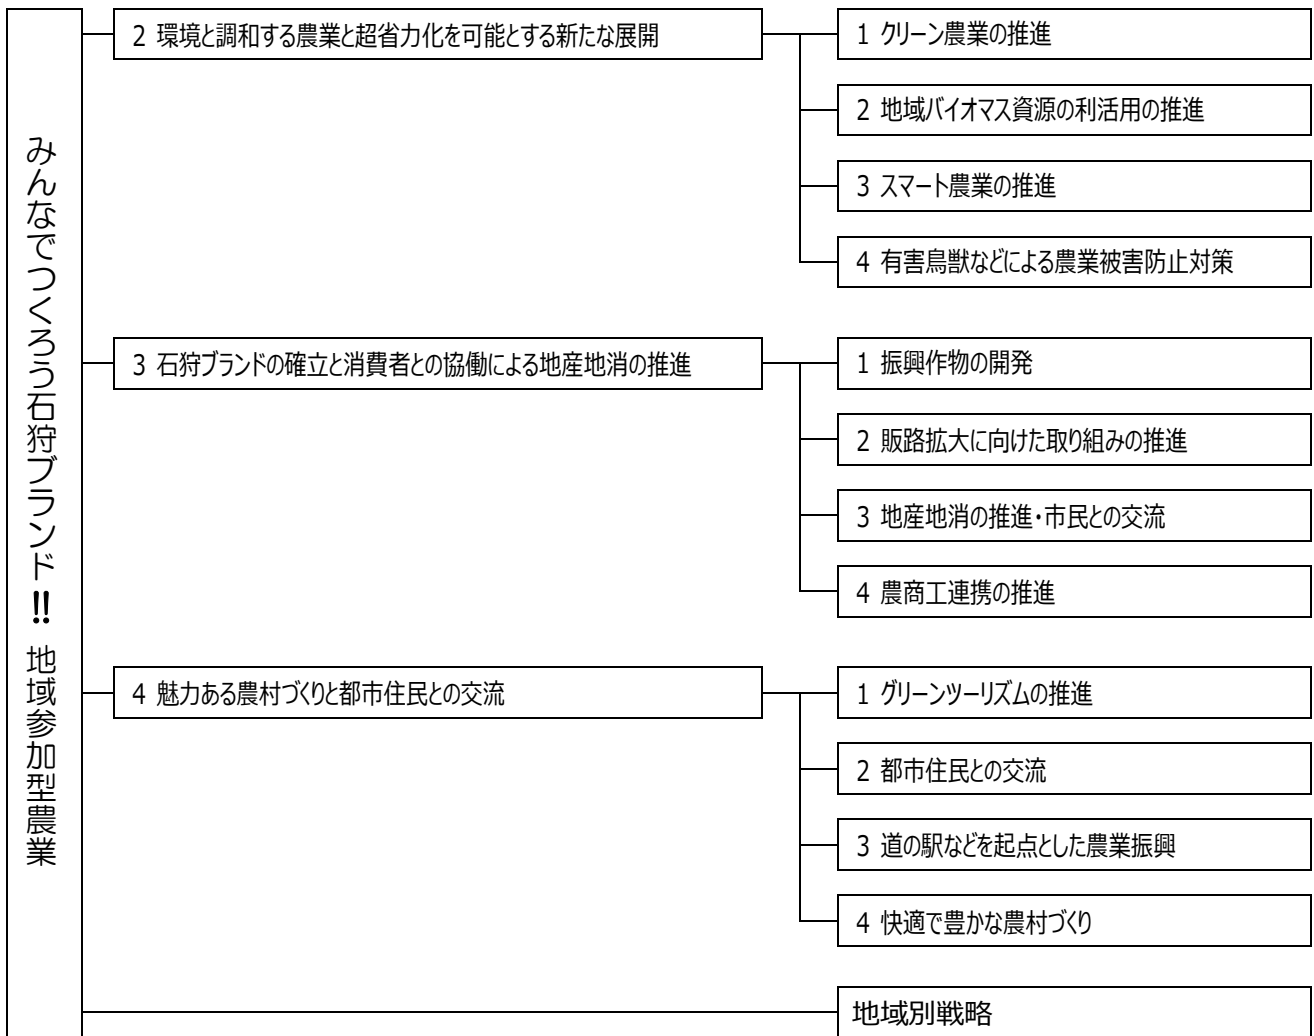 みんなでつくろう石狩ブランド!! 地域参加型農業
2 環境と調和する農業と超省力化を可能とする新たな展開
1 クリーン農業の推進
2 地域バイオマス資源の利活用の推進
3 スマート農業の推進
4 有害鳥獣などによる農業被害防止対策
3 石狩ブランドの確立と消費者との協働による地産地消の推進
1 振興作物の開発
2 販路拡大に向けた取り組みの推進
3 地産地消の推進・市民との交流
4 農商工連携の推進
4 魅力ある農村づくりと都市住民との交流
1 グリーンツーリズムの推進
2 都市住民との交流
3 道の駅などを起点とした農業振興
4 快適で豊かな農村づくり
地域別戦略